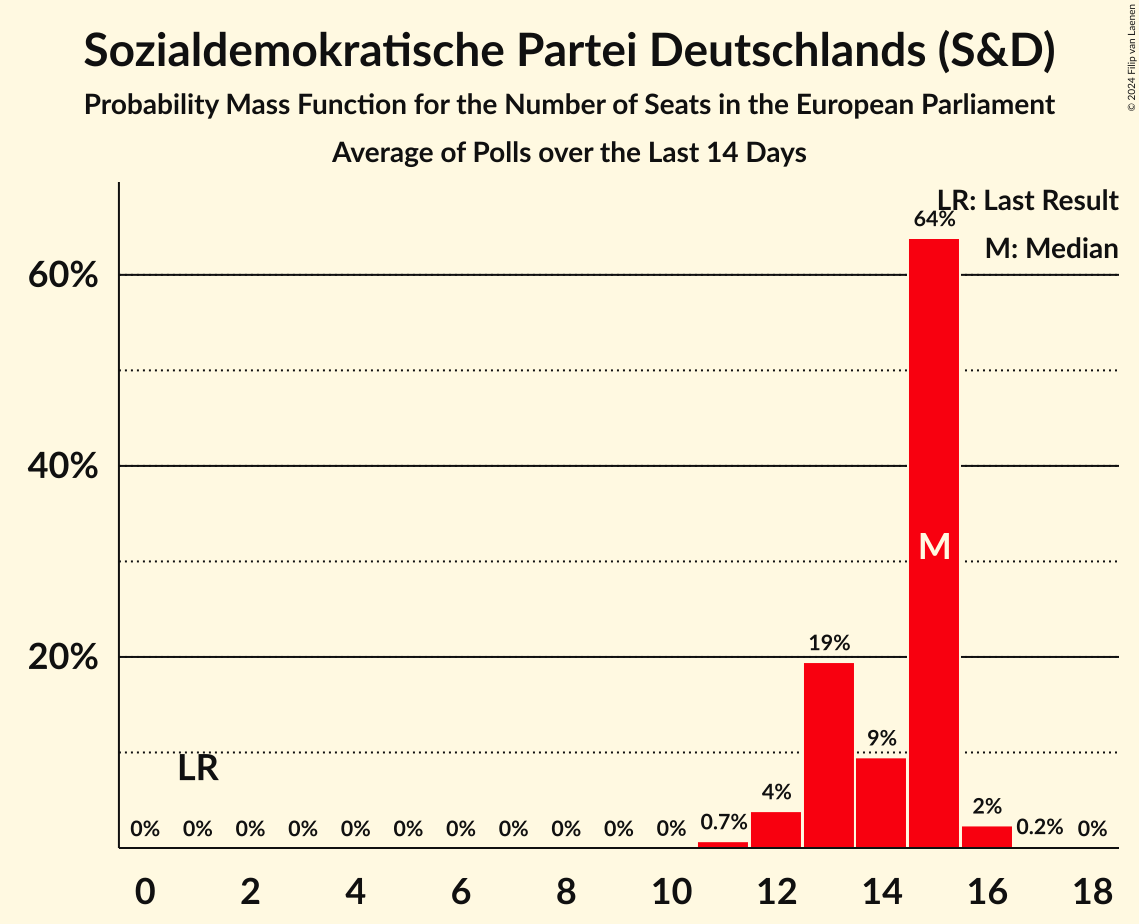 Sozialdemokratische Partei Deutschlands (S&D)
Probability Mass Function for the Number of Seats in the European Parliament
Average of Polls over the Last 14 Days
© 2024 Filip van Laenen
LR: Last Result
M: Median
60%
40%
20%
LR
M
0% 0% 0% 0% 0% 0% 0% 0% 0% 0% 0% 0.7% 4% 19% 9% 64% 2% 0.2% 0%
0 2 4 6 8 10 12 14 16 18